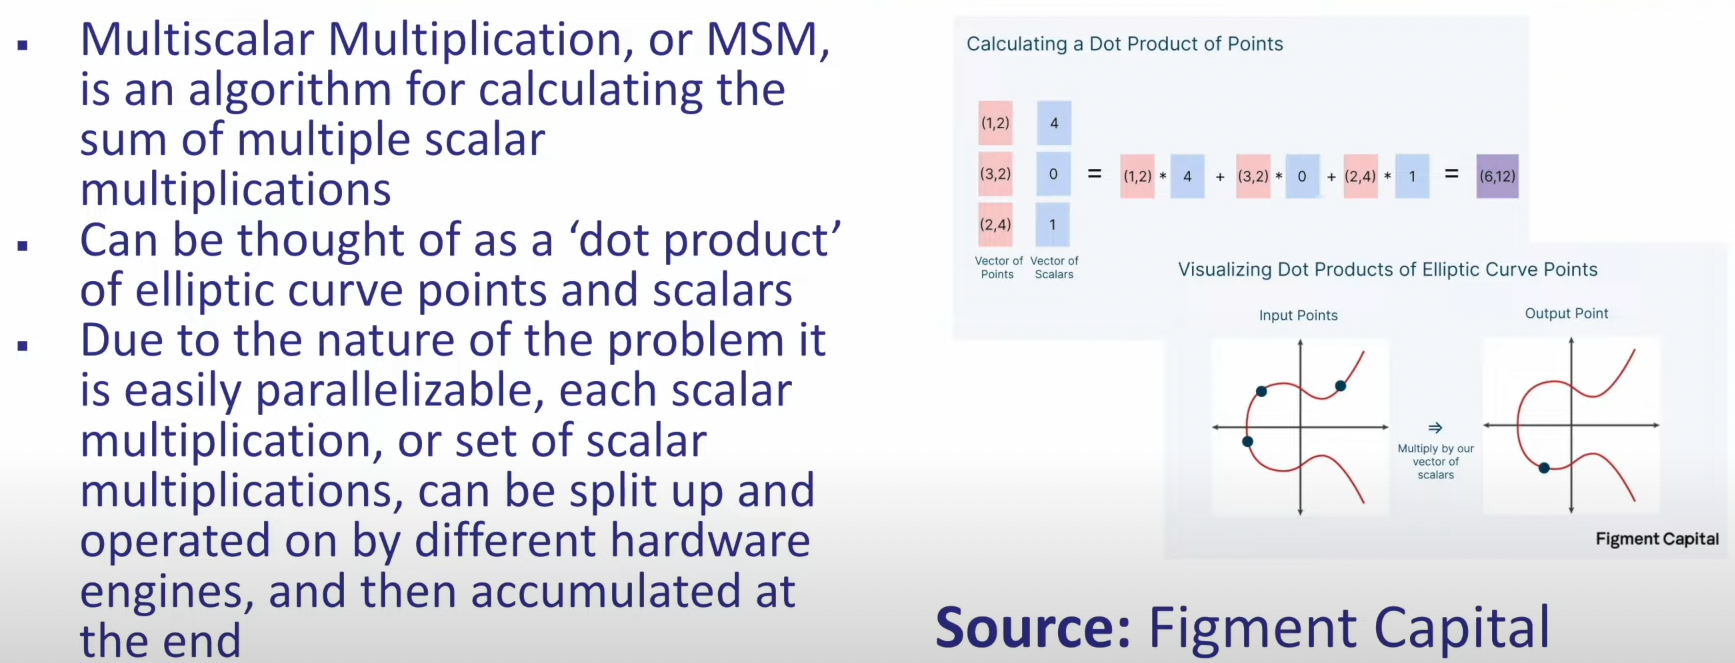 ▪ Multiscalar Multiplication, or MSM,
is an algorithm for calculating the
sum of multiple scalar
multiplications
▪ Can be thought of as a ‘dot product’
of elliptic curve points and scalars
▪ Due to the nature of the problem it
is easily parallelizable, each scalar
multiplication, or set of scalar
multiplications, can be split up and
operated on by different hardware
engines, and then accumulated at
the end
Calculating a Dot Product of Points
(1,2) 4
(3,2) 0 = (1,2) * 4 + (3,2) * 0 + (2,4) * 1 = (6,12)
(2,4) 1
Vector of Vector of
Points Scalars
Visualizing Dot Products of Elliptic Curve Points
Input Points Output Point
⇒
Multiply by our
vector of
scalars
Figment Capital
Source: Figment Capital